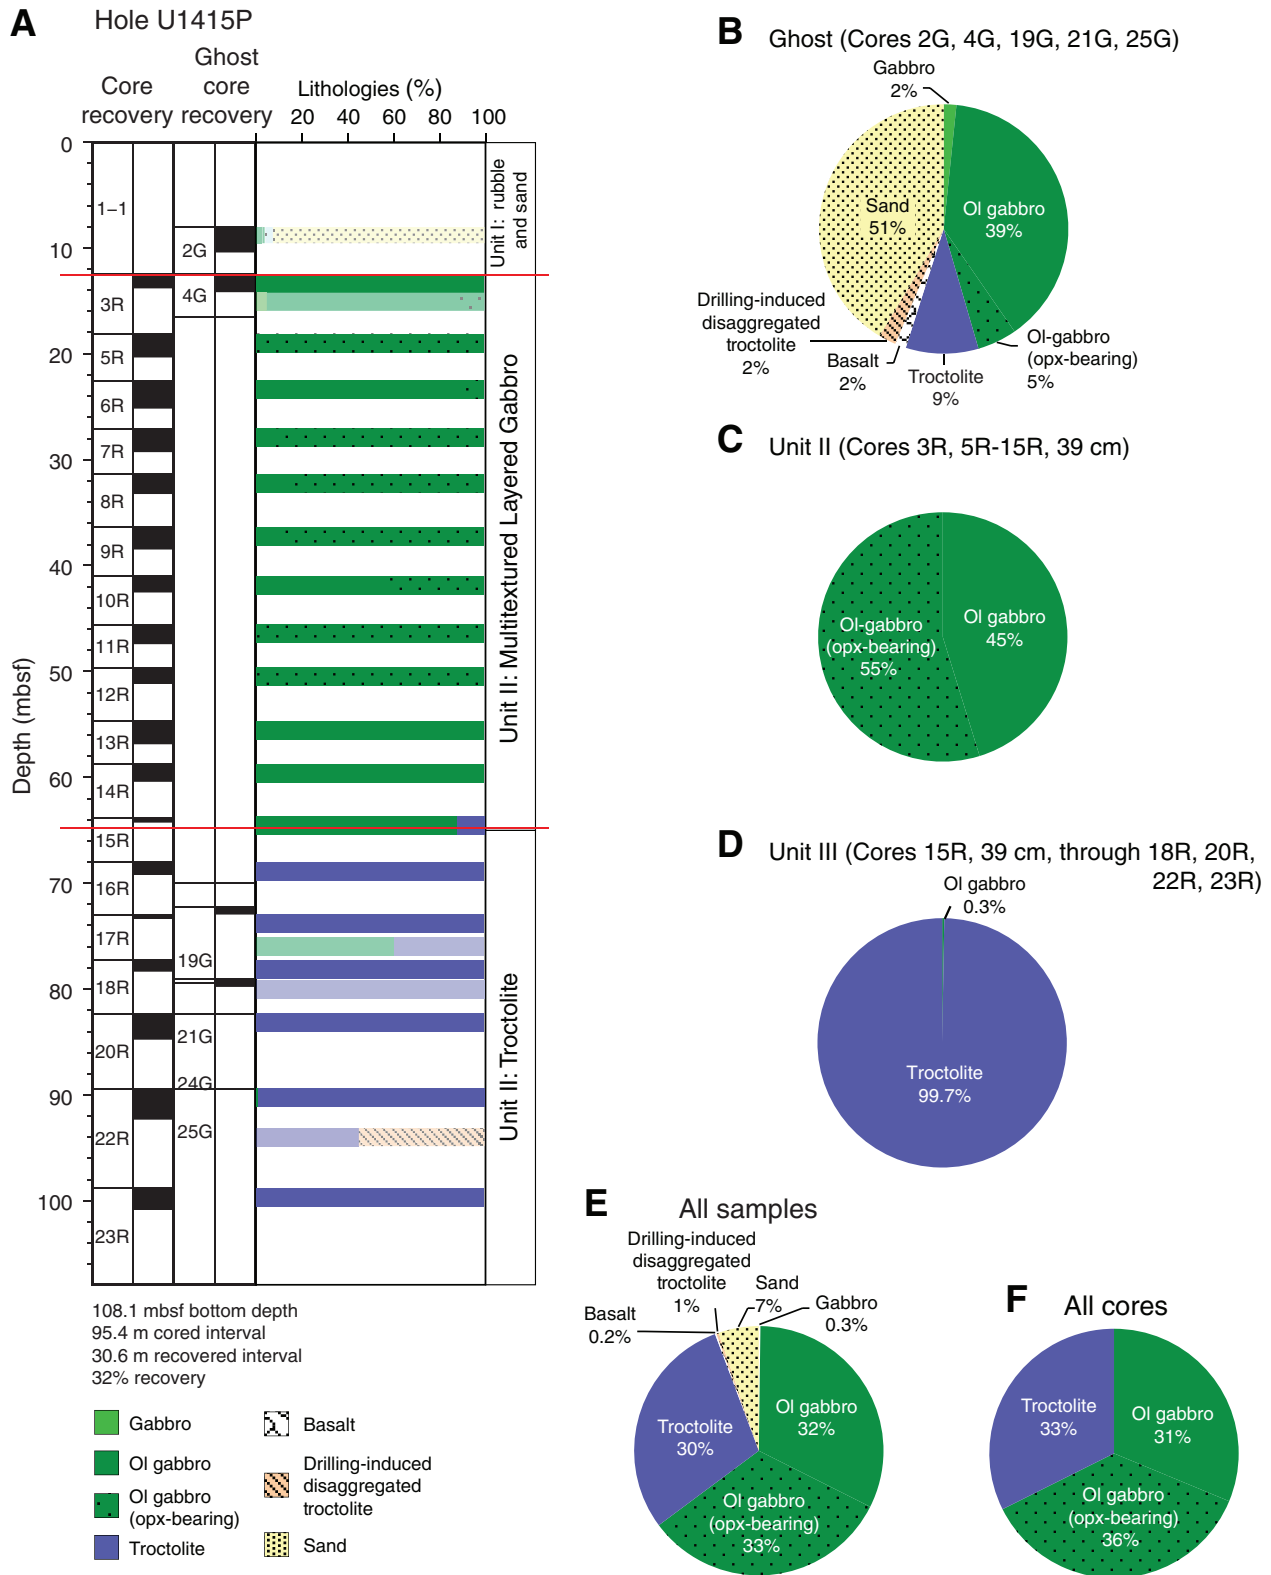 A
Hole U1415P
Core
recovery
Ghost
core
recovery
Lithologies (%)
20 40 60 80 100
Depth (mbsf)
0
10
20
30
40
50
60
70
80
90
100
1–1
3R
5R
6R
7R
8R
9R
10R
11R
12R
13R
14R
15R
16R
17R
18R
20R
22R
23R
2G
4G
19G
21G
24G
25G
Unit I: rubble
and sand
Unit II: Multitextured Layered Gabbro
Unit II: Troctolite
108.1 mbsf bottom depth
95.4 m cored interval
30.6 m recovered interval
32% recovery
Gabbro
Ol gabbro
Ol gabbro
(opx-bearing)
Troctolite
Basalt
Drilling-induced
disaggregated
troctolite
Sand
B
Ghost (Cores 2G, 4G, 19G, 21G, 25G)
Gabbro
2%
Ol gabbro
39%
Ol-gabbro
(opx-bearing)
5%
Troctolite
9%
Basalt
2%
Drilling-induced
disaggregated
troctolite
2%
Sand
51%
C
Unit II (Cores 3R, 5R-15R, 39 cm)
Ol gabbro
45%
Ol-gabbro
(opx-bearing)
55%
D
Unit III (Cores 15R, 39 cm, through 18R, 20R,
22R, 23R)
Ol gabbro
0.3%
Troctolite
99.7%
E
All samples
Drilling-induced
disaggregated
troctolite
1%
Sand
7%
Gabbro
0.3%
Basalt
0.2%
Ol gabbro
32%
Troctolite
30%
Ol gabbro
(opx-bearing)
33%
F
All cores
Troctolite
33%
Ol gabbro
31%
Ol gabbro
(opx-bearing)
36%